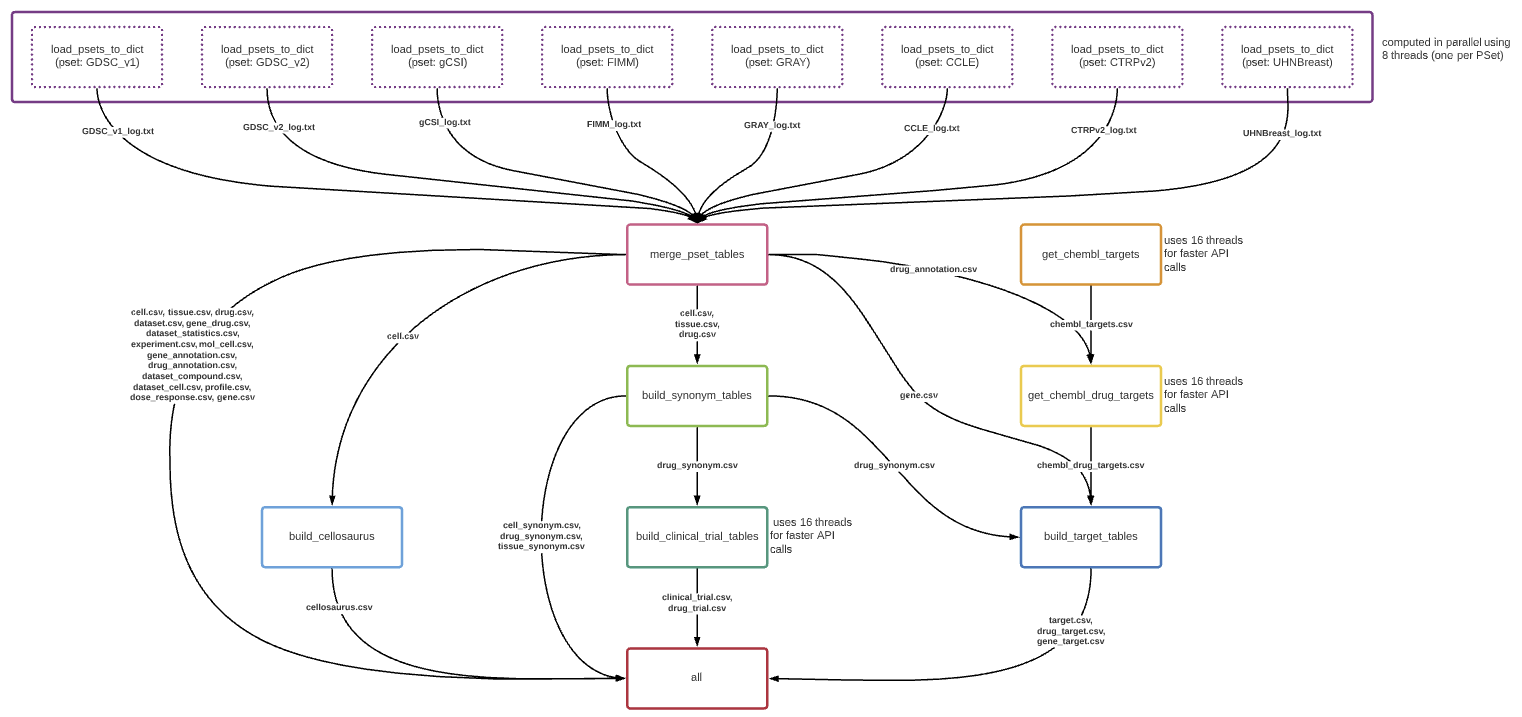 load_psets_to_dict
(pset: GDSC_v1)
load_psets_to_dict
(pset: GDSC_v2)
load_psets_to_dict
(pset: gCSI)
load_psets_to_dict
(pset: FIMM)
load_psets_to_dict
(pset: GRAY)
load_psets_to_dict
(pset: CCLE)
load_psets_to_dict
(pset: CTRPv2)
load_psets_to_dict
(pset: UHNBreast)
computed in parallel using
8 threads (one per PSet)
GDSC_v1_log.txt
GDSC_v2_log.txt
gCSI_log.txt
FIMM_log.txt
GRAY_log.txt
CCLE_log.txt
CTRPv2_log.txt
UHNBreast_log.txt
merge_pset_tables
get_chembl_targets
uses 16 threads
for faster API
calls
drug_annotation.csv
cell.csv, tissue.csv, drug.csv,
dataset.csv, gene_drug.csv,
dataset_statistics.csv,
experiment.csv, mol_cell.csv,
gene_annotation.csv,
drug_annotation.csv,
dataset_compound.csv,
dataset_cell.csv, profile.csv,
dose_response.csv, gene.csv
cell.csv
cell.csv,
tissue.csv,
drug.csv
chembl_targets.csv
build_synonym_tables
gene.csv
get_chembl_drug_targets
uses 16 threads
for faster API
calls
drug_synonym.csv
drug_synonym.csv
chembl_drug_targets.csv
build_cellosaurus
cell_synonym.csv,
drug_synonym.csv,
tissue_synonym.csv
build_clinical_trial_tables
uses 16 threads
for faster API
calls
build_target_tables
cellosaurus.csv
clinical_trial.csv,
drug_trial.csv
target.csv,
drug_target.csv,
gene_target.csv
all